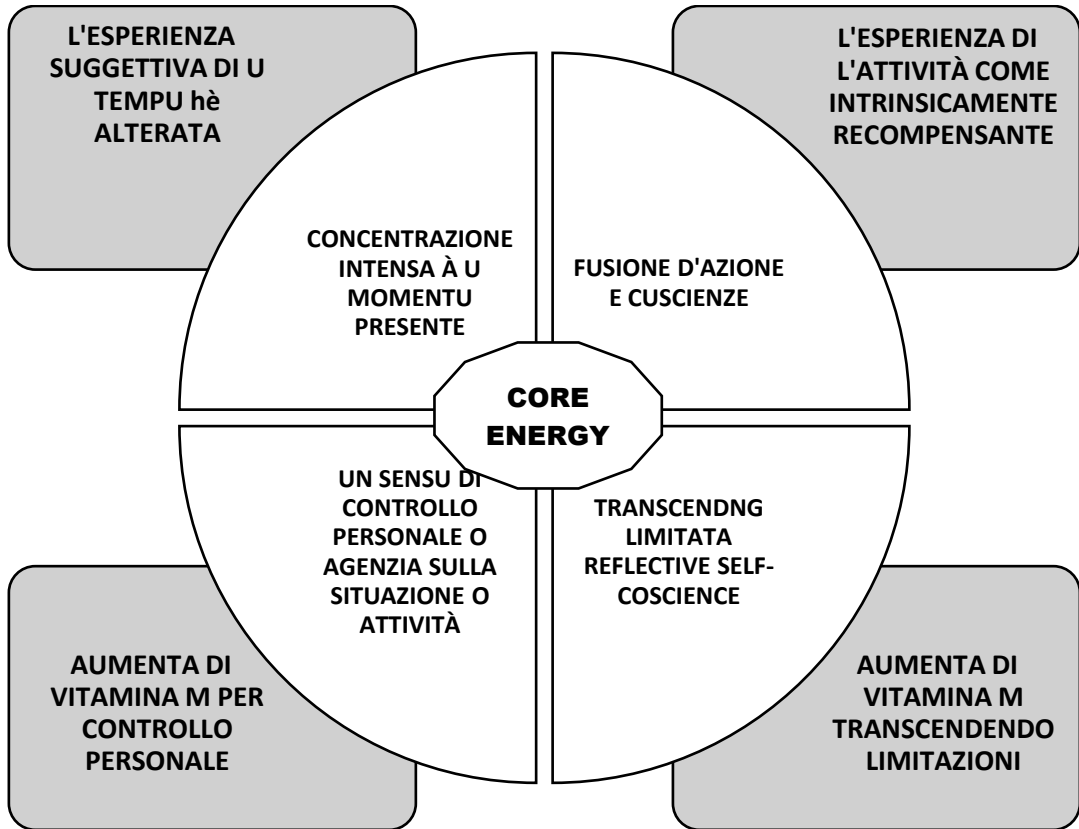 L'ESPERIENZA
SUGGETTIVA DI U
TEMPU hè
ALTERATA
L'ESPERIENZA DI
L'ATTIVITÀ COME
INTRINSICAMENTE
RECOMPENSANTE
CONCENTRAZIONE
INTENSA À U
MOMENTU
PRESENTE
FUSIONE D'AZIONE
E CUSCIENZE
CORE
ENERGY
UN SENSU DI
CONTROLLO
PERSONALE O
AGENZIA SULLA
SITUAZIONE O
ATTIVITÀ
TRANSCENDNG
LIMITATA
REFLECTIVE SELF-
COSCIENCE
AUMENTA DI
VITAMINA M PER
CONTROLLO
PERSONALE
AUMENTA DI
VITAMINA M
TRANSCENDENDO
LIMITAZIONI